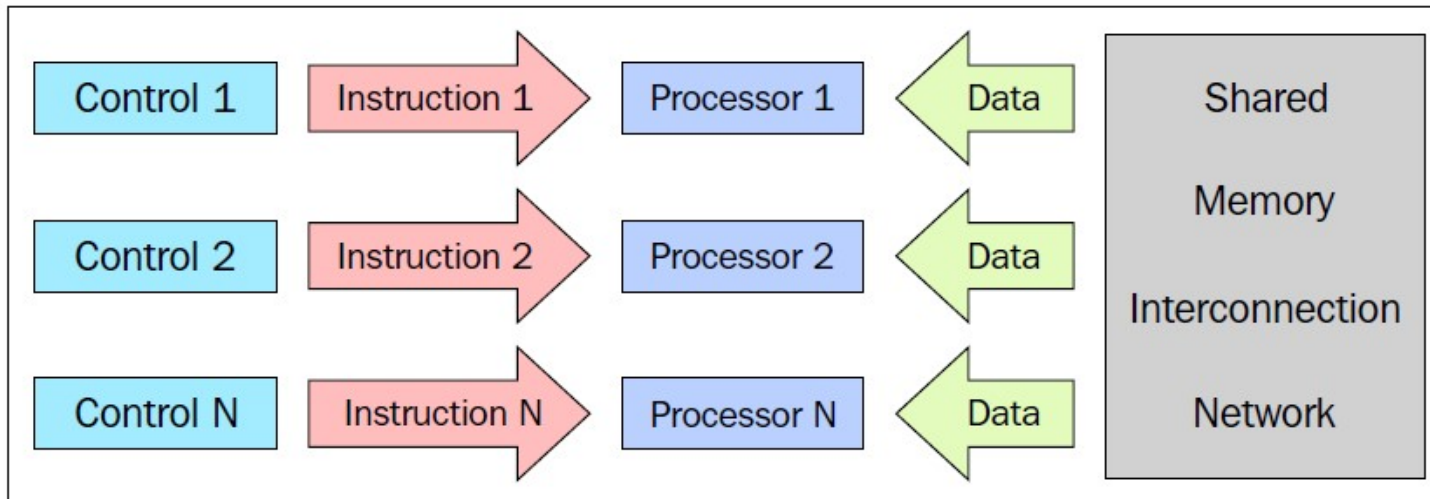 Control 1 Instruction 1 Processor 1 Data Shared
Memory
Control 2 Instruction 2 Processor 2 Data
Interconnection
Control N Instruction N Processor N Data Network